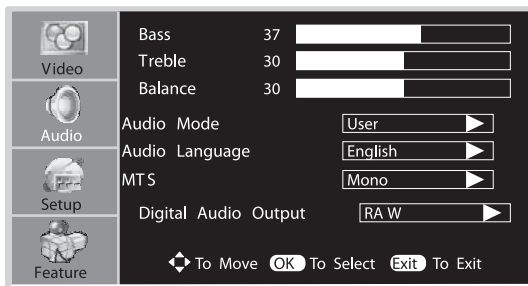 Video
Audio
Setup
Feature
Bass 37
Treble 30
Balance 30
Audio Mode User
Audio Language English
MTS Mono
Digital Audio Output RA W
To Move OK To Select Exit To Exit